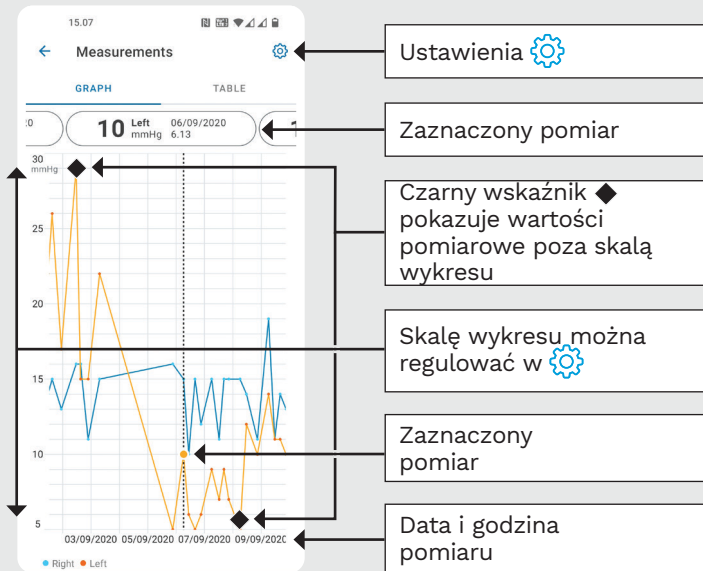 15.07
Measurements
GRAPH TABLE
10 Left 06/09/2020
mmHg 6.13
30
mmHg
25
20
15
10
5
03/09/2020 05/09/2020 07/09/2020 09/09/2020
Right Left
Ustawienia
Zaznaczony pomiar
Czarny wskaźnik ◆
pokazuje wartości
pomiarowe poza skalą
wykresu
Skalę wykresu można
regulować w
Zaznaczony
pomiar
Data i godzina
pomiaru